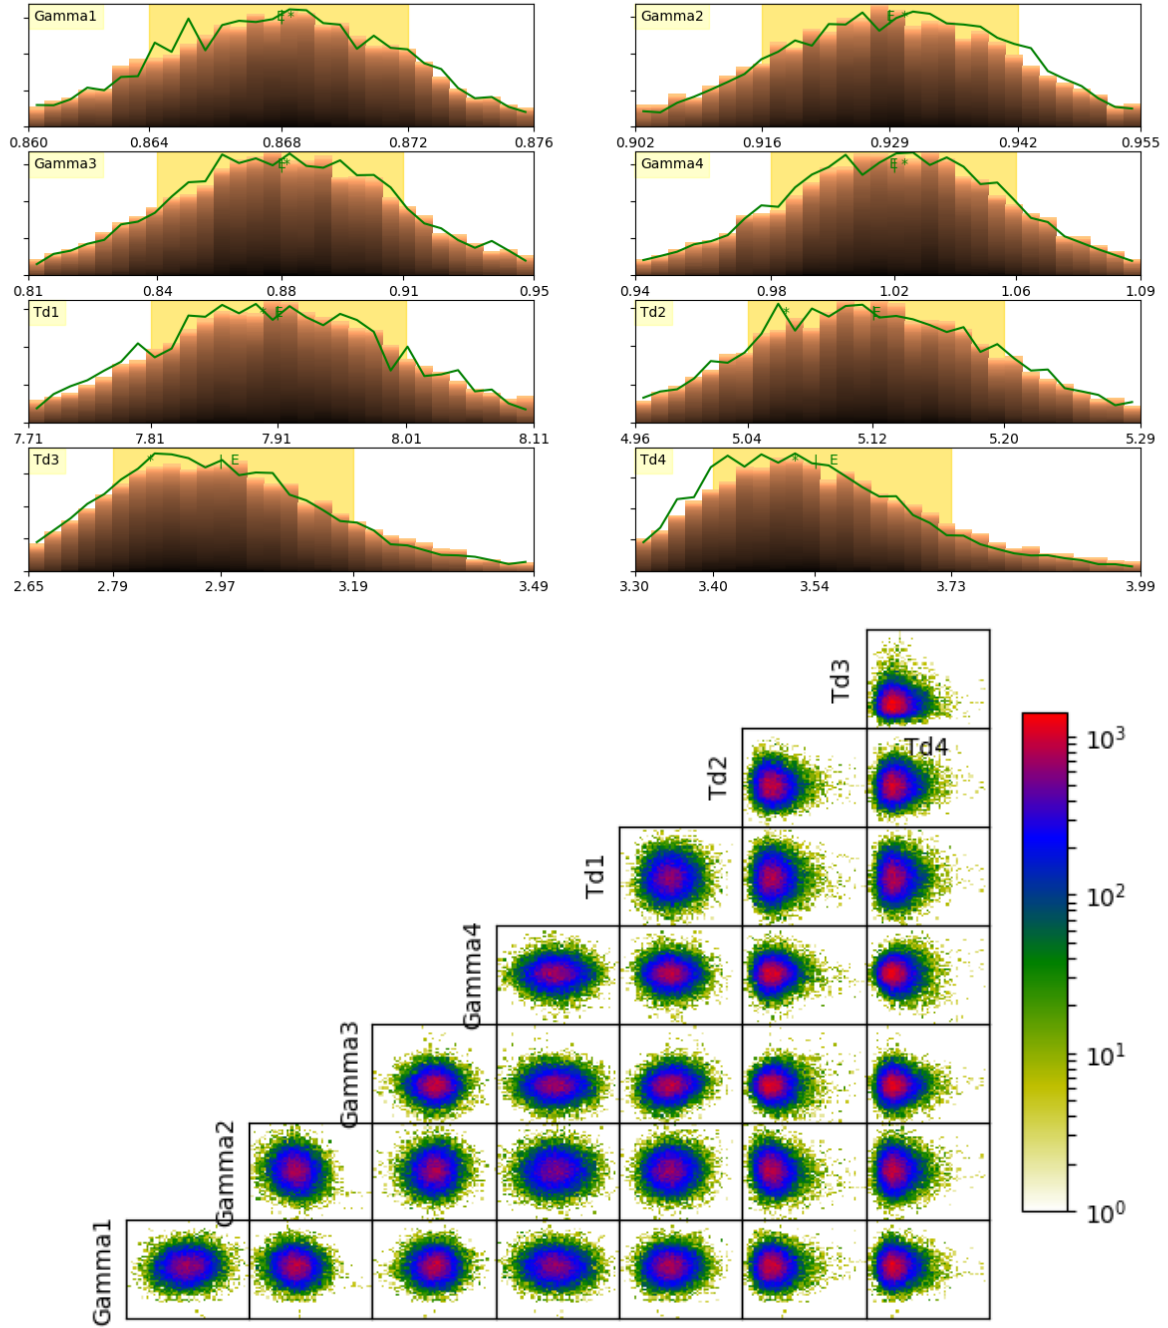 Gamma1 E * Gamma2 E *
0.860 0.864 0.868 0.872 0.876 0.902 0.916 0.929 0.942 0.955
Gamma3 E * Gamma4 E *
0.81 0.84 0.88 0.91 0.95 0.94 0.98 1.02 1.06 1.09
Td1 * E Td2 * E
7.71 7.81 7.91 8.01 8.11 4.96 5.04 5.12 5.20 5.29
Td3 * | E Td4 * | E
2.65 2.79 2.97 3.19 3.49 3.30 3.40 3.54 3.73 3.99
Td3
Td4
10³
Td2
Td1
10²
Gamma4
Gamma3
10¹
Gamma2
10⁰
Gamma1